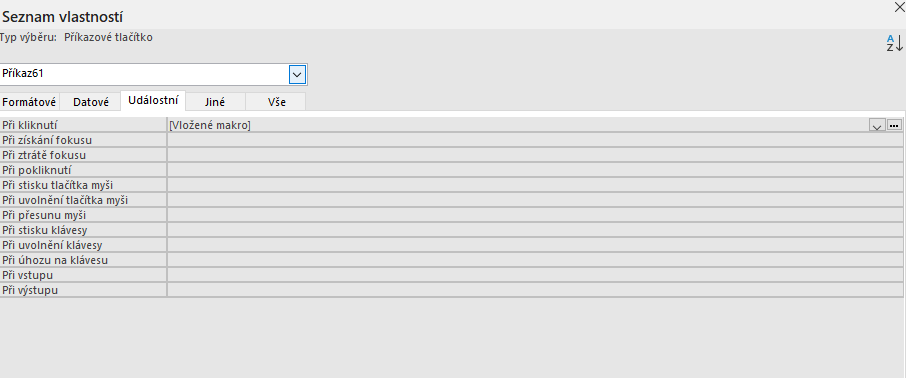 Seznam vlastností
Typ výběru: Příkazové tlačítko
A
Z
Příkaz61
Formátové Datové Událostní Jiné Vše
Při kliknutí [Vložené makro] ...
Při získání fokusu
Při ztrátě fokusu
Při pokliknutí
Při stisku tlačítka myši
Při uvolnění tlačítka myši
Při přesunu myši
Při stisku klávesy
Při uvolnění klávesy
Při úhozu na klávesu
Při vstupu
Při výstupu